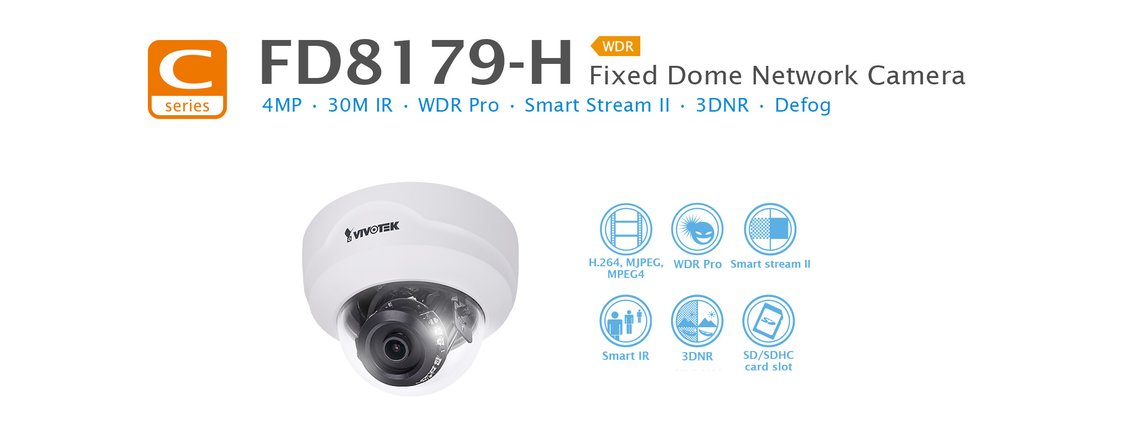 C
series
FD8179-H
WDR
Fixed Dome Network Camera
4MP · 30M IR · WDR Pro · Smart Stream II · 3DNR · Defog
VIVOTEK
H.264, MJPEG,
MPEG4
WDR Pro
Smart stream II
Smart IR
3DNR
SD/SDHC
card slot